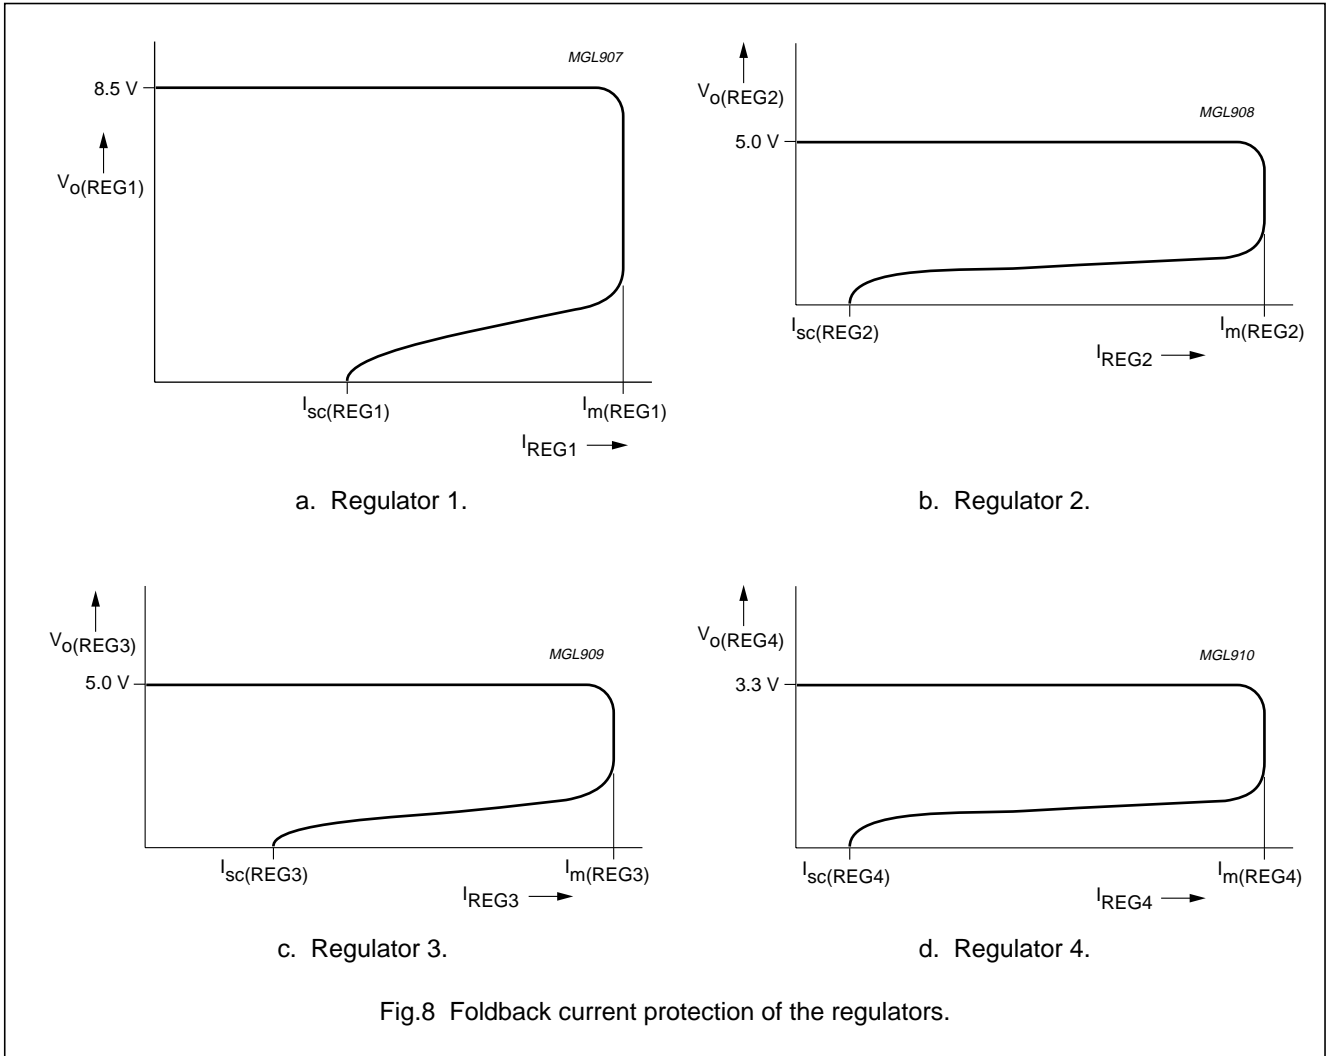 MGL907
8.5 V
Vo(REG1)
Isc(REG1)
Im(REG1)
IREG1
a. Regulator 1.
Vo(REG2)
MGL908
5.0 V
Isc(REG2)
Im(REG2)
IREG2
b. Regulator 2.
Vo(REG3)
MGL909
5.0 V
Isc(REG3)
Im(REG3)
IREG3
c. Regulator 3.
Vo(REG4)
MGL910
3.3 V
Isc(REG4)
Im(REG4)
IREG4
d. Regulator 4.
Fig.8 Foldback current protection of the regulators.